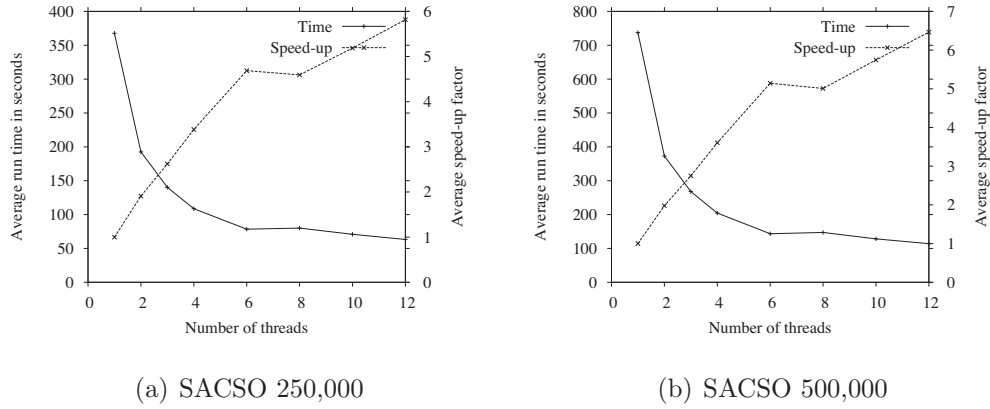 400
350
300
250
200
150
100
50
0
Average run time in seconds
Time
Speed-up
6
5
4
3
2
1
0
Average speed-up factor
0 2 4 6 8 10 12
Number of threads
(a) SACSO 250,000
800
700
600
500
400
300
200
100
0
Average run time in seconds
Time
Speed-up
7
6
5
4
3
2
1
0
Average speed-up factor
0 2 4 6 8 10 12
Number of threads
(b) SACSO 500,000